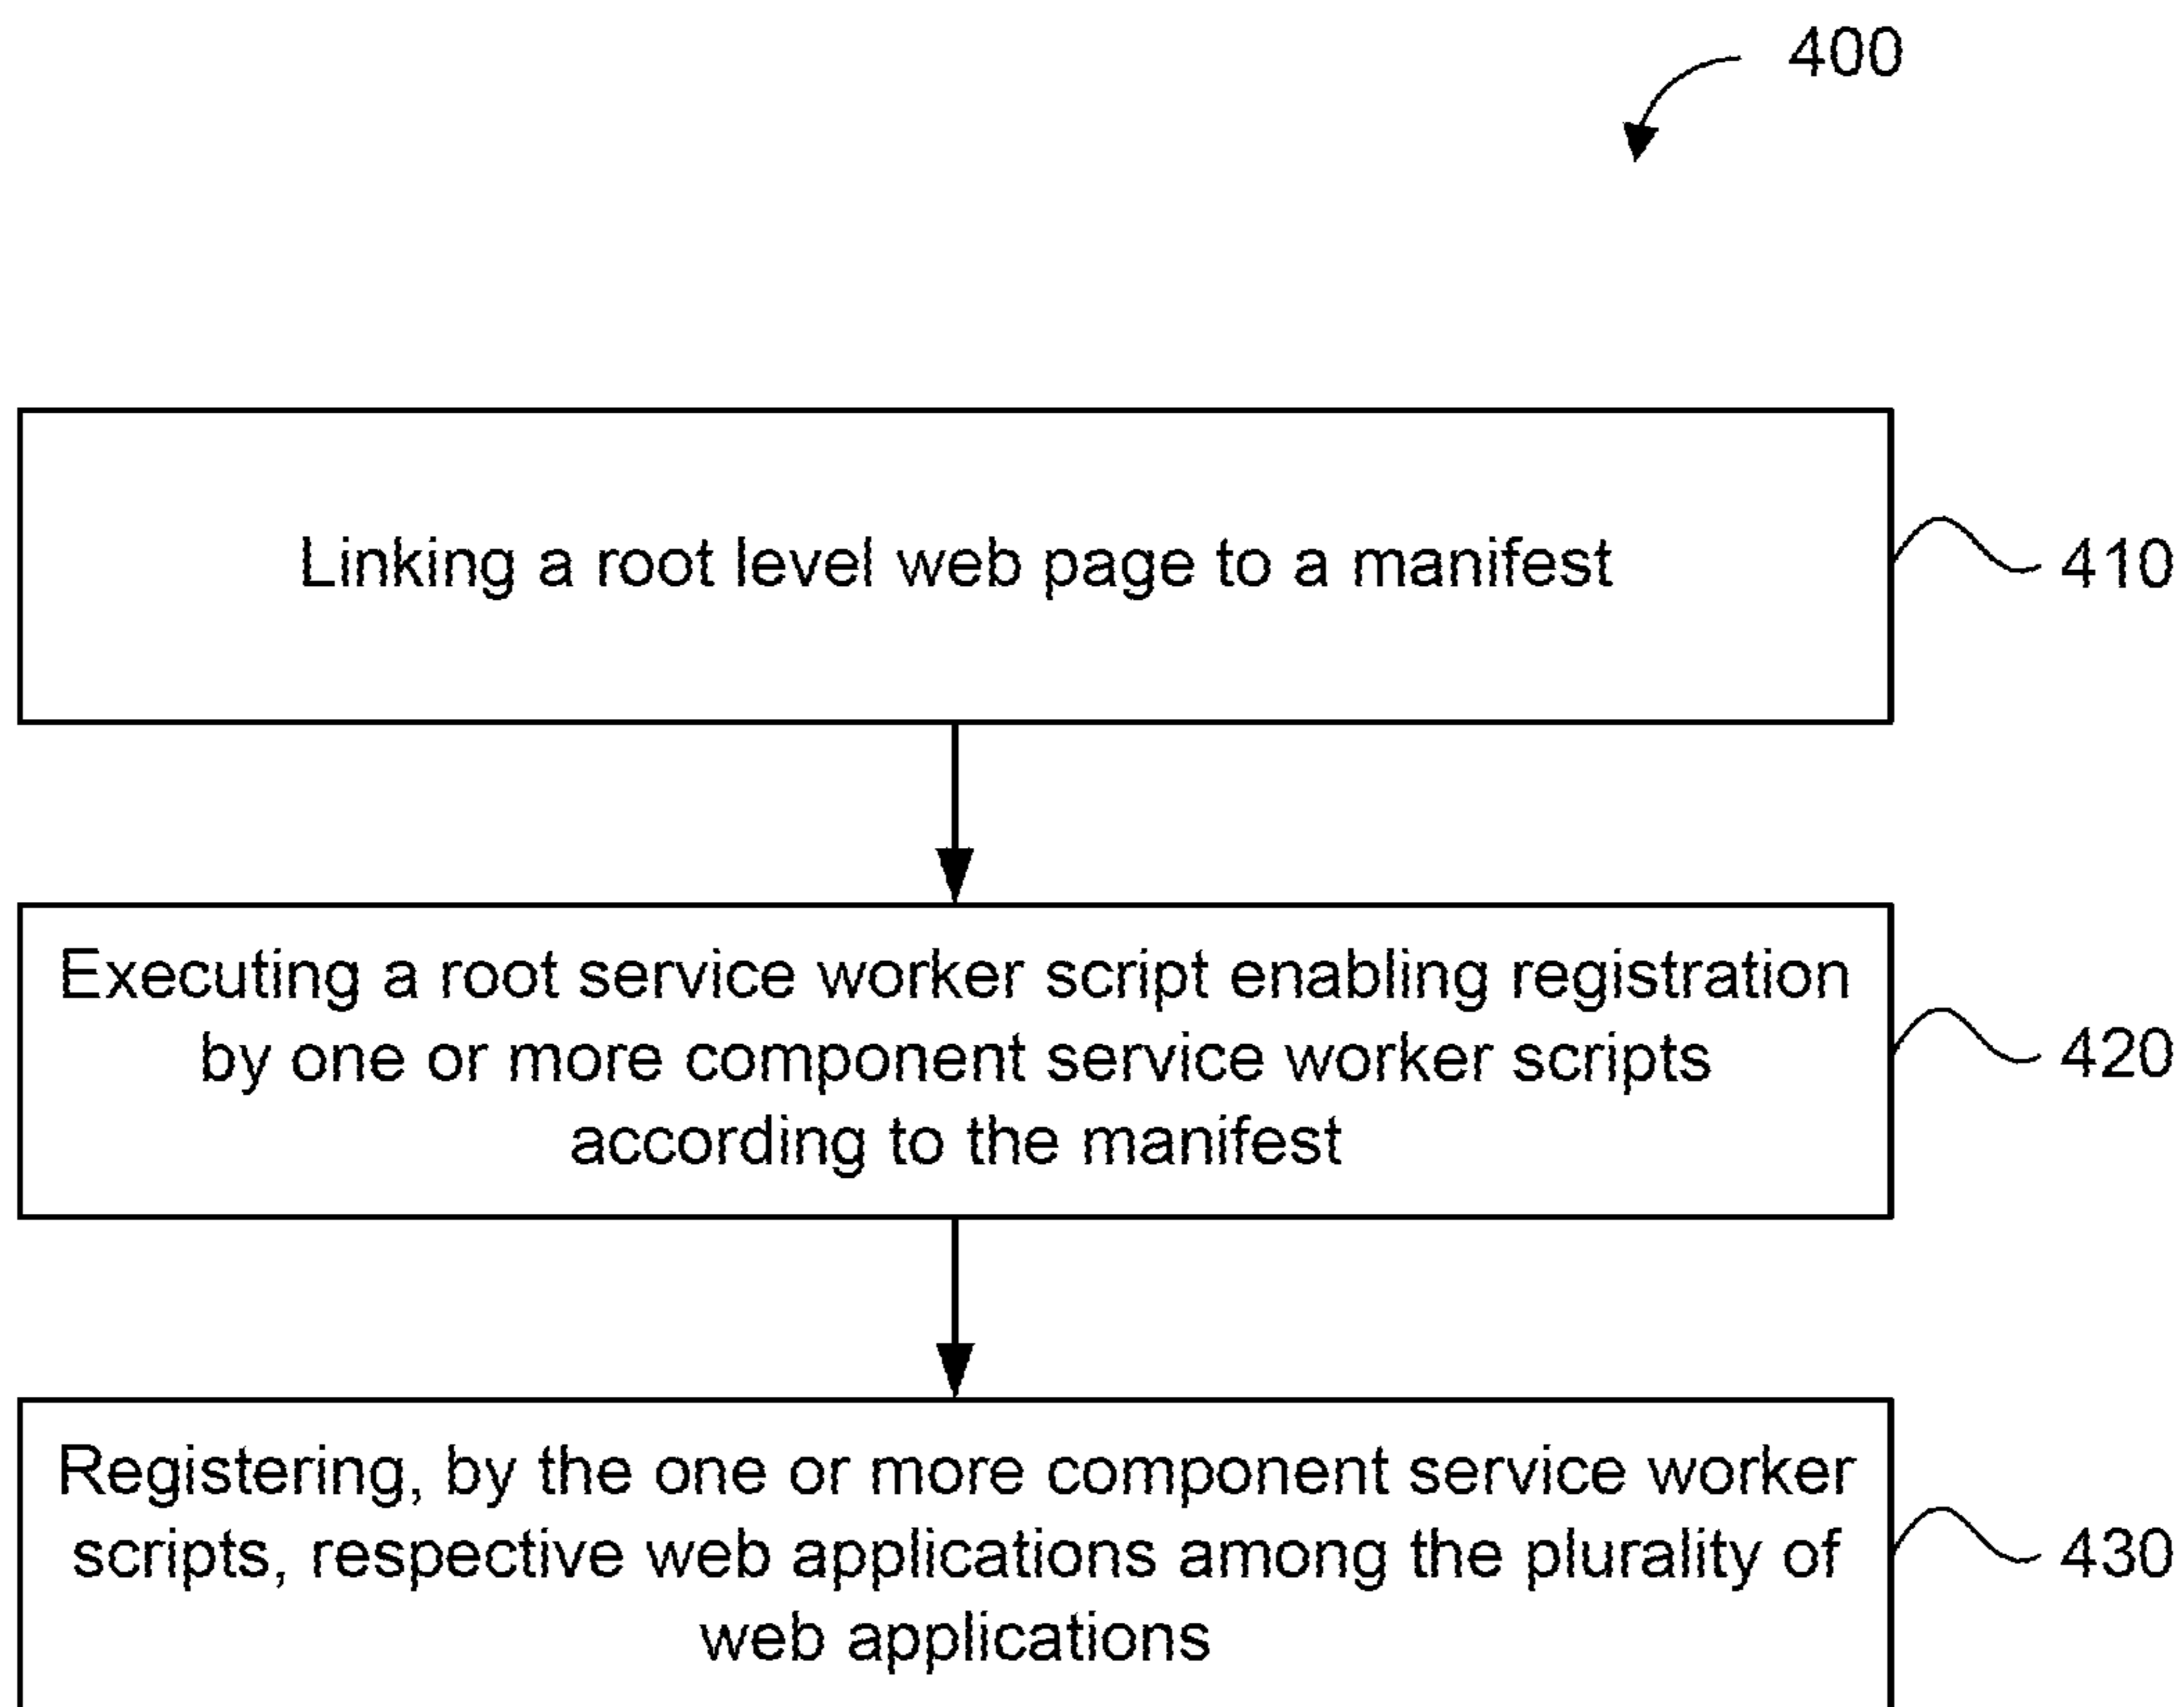 400
Linking a root level web page to a manifest
410
Executing a root service worker script enabling registration
by one or more component service worker scripts
according to the manifest
420
Registering, by the one or more component service worker
scripts, respective web applications among the plurality of
web applications
430